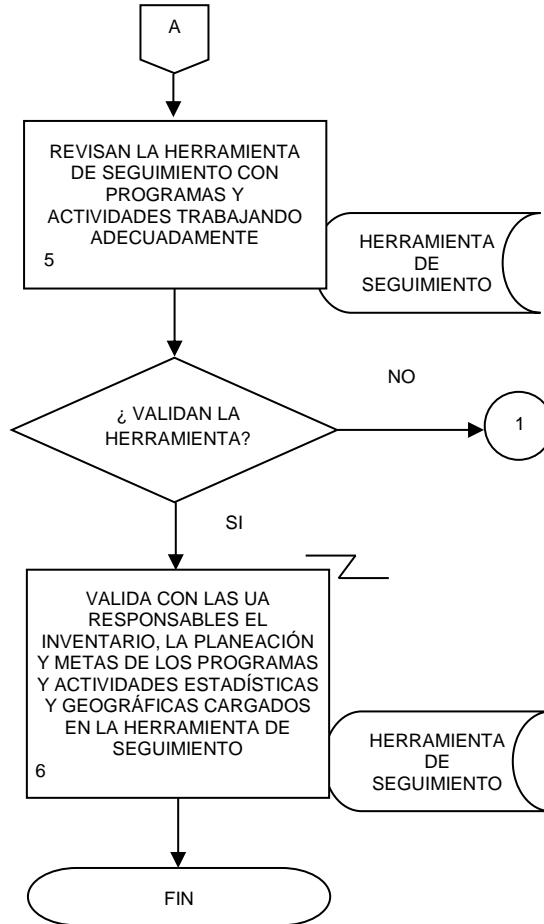 A
REVISAN LA HERRAMIENTA
DE SEGUIMIENTO CON
PROGRAMAS Y
ACTIVIDADES TRABAJANDO
ADECUADAMENTE
5
HERRAMIENTA
DE
SEGUIMIENTO
¿ VALIDAN LA
HERRAMIENTA?
NO
1
SI
VALIDA CON LAS UA
RESPONSABLES EL
INVENTARIO, LA PLANEACIÓN
Y METAS DE LOS PROGRAMAS
Y ACTIVIDADES ESTADÍSTICAS
Y GEOGRÁFICAS CARGADOS
EN LA HERRAMIENTA DE
SEGUIMIENTO
6
HERRAMIENTA
DE
SEGUIMIENTO
FIN